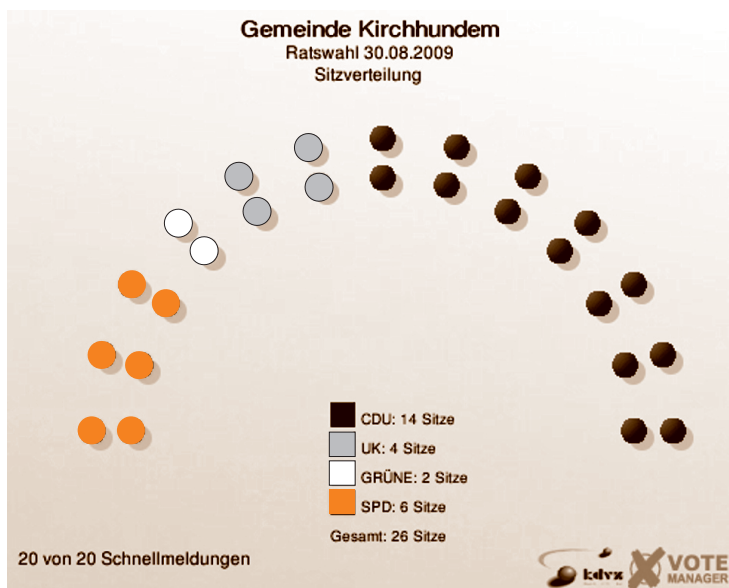 Gemeinde Kirchhundem
Ratswahl 30.08.2009
Sitzverteilung
CDU: 14 Sitze
UK: 4 Sitze
GRÜNE: 2 Sitze
SPD: 6 Sitze
Gesamt: 26 Sitze
20 von 20 Schnellmeldungen
kdvz
VOTE
MANAGER